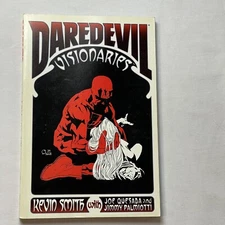 DAREDEVIL
VISIONARIES
KEVIN SMITH WITH JOE QUESADA AND
JIMMY PALMIOTTI